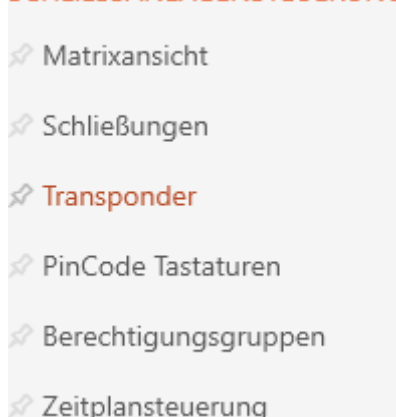 Matrixansicht
Schließungen
Transponder
PinCode Tastaturen
Berechtigungsgruppen
Zeitplansteuerung